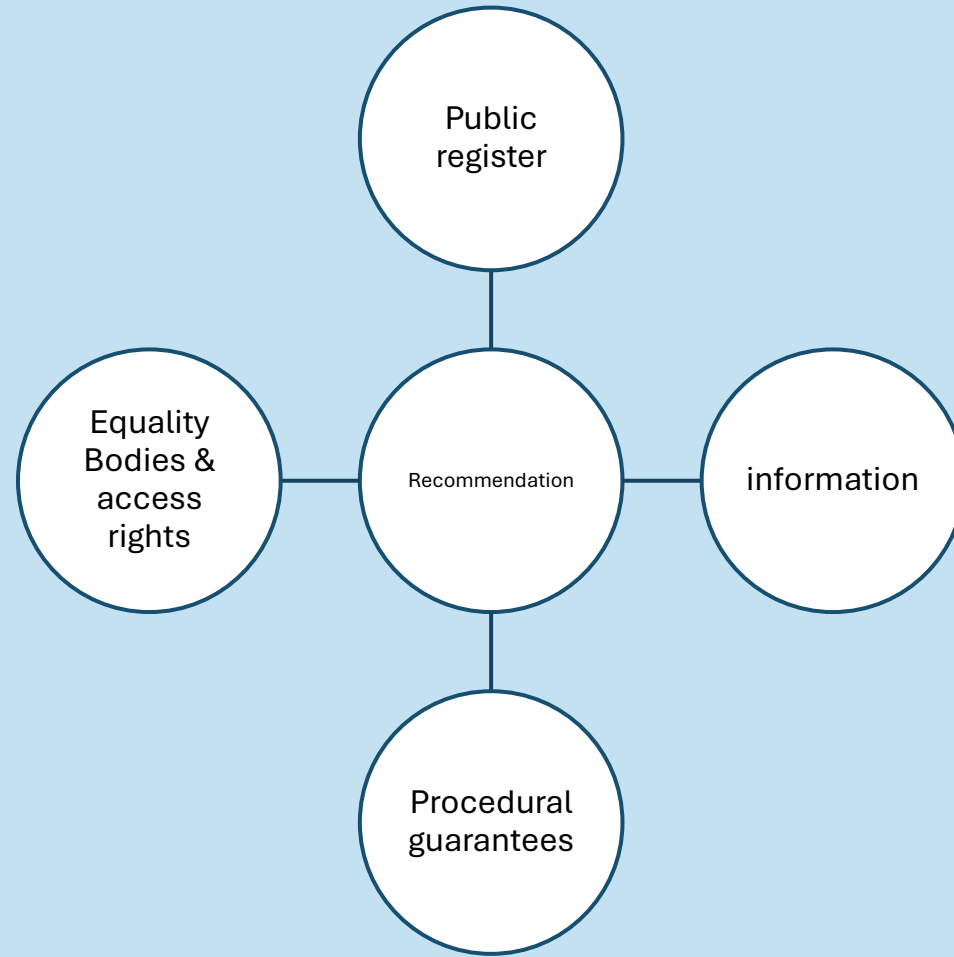 Public
register
Equality
Bodies &
access
rights
Recommendation
information
Procedural
guarantees